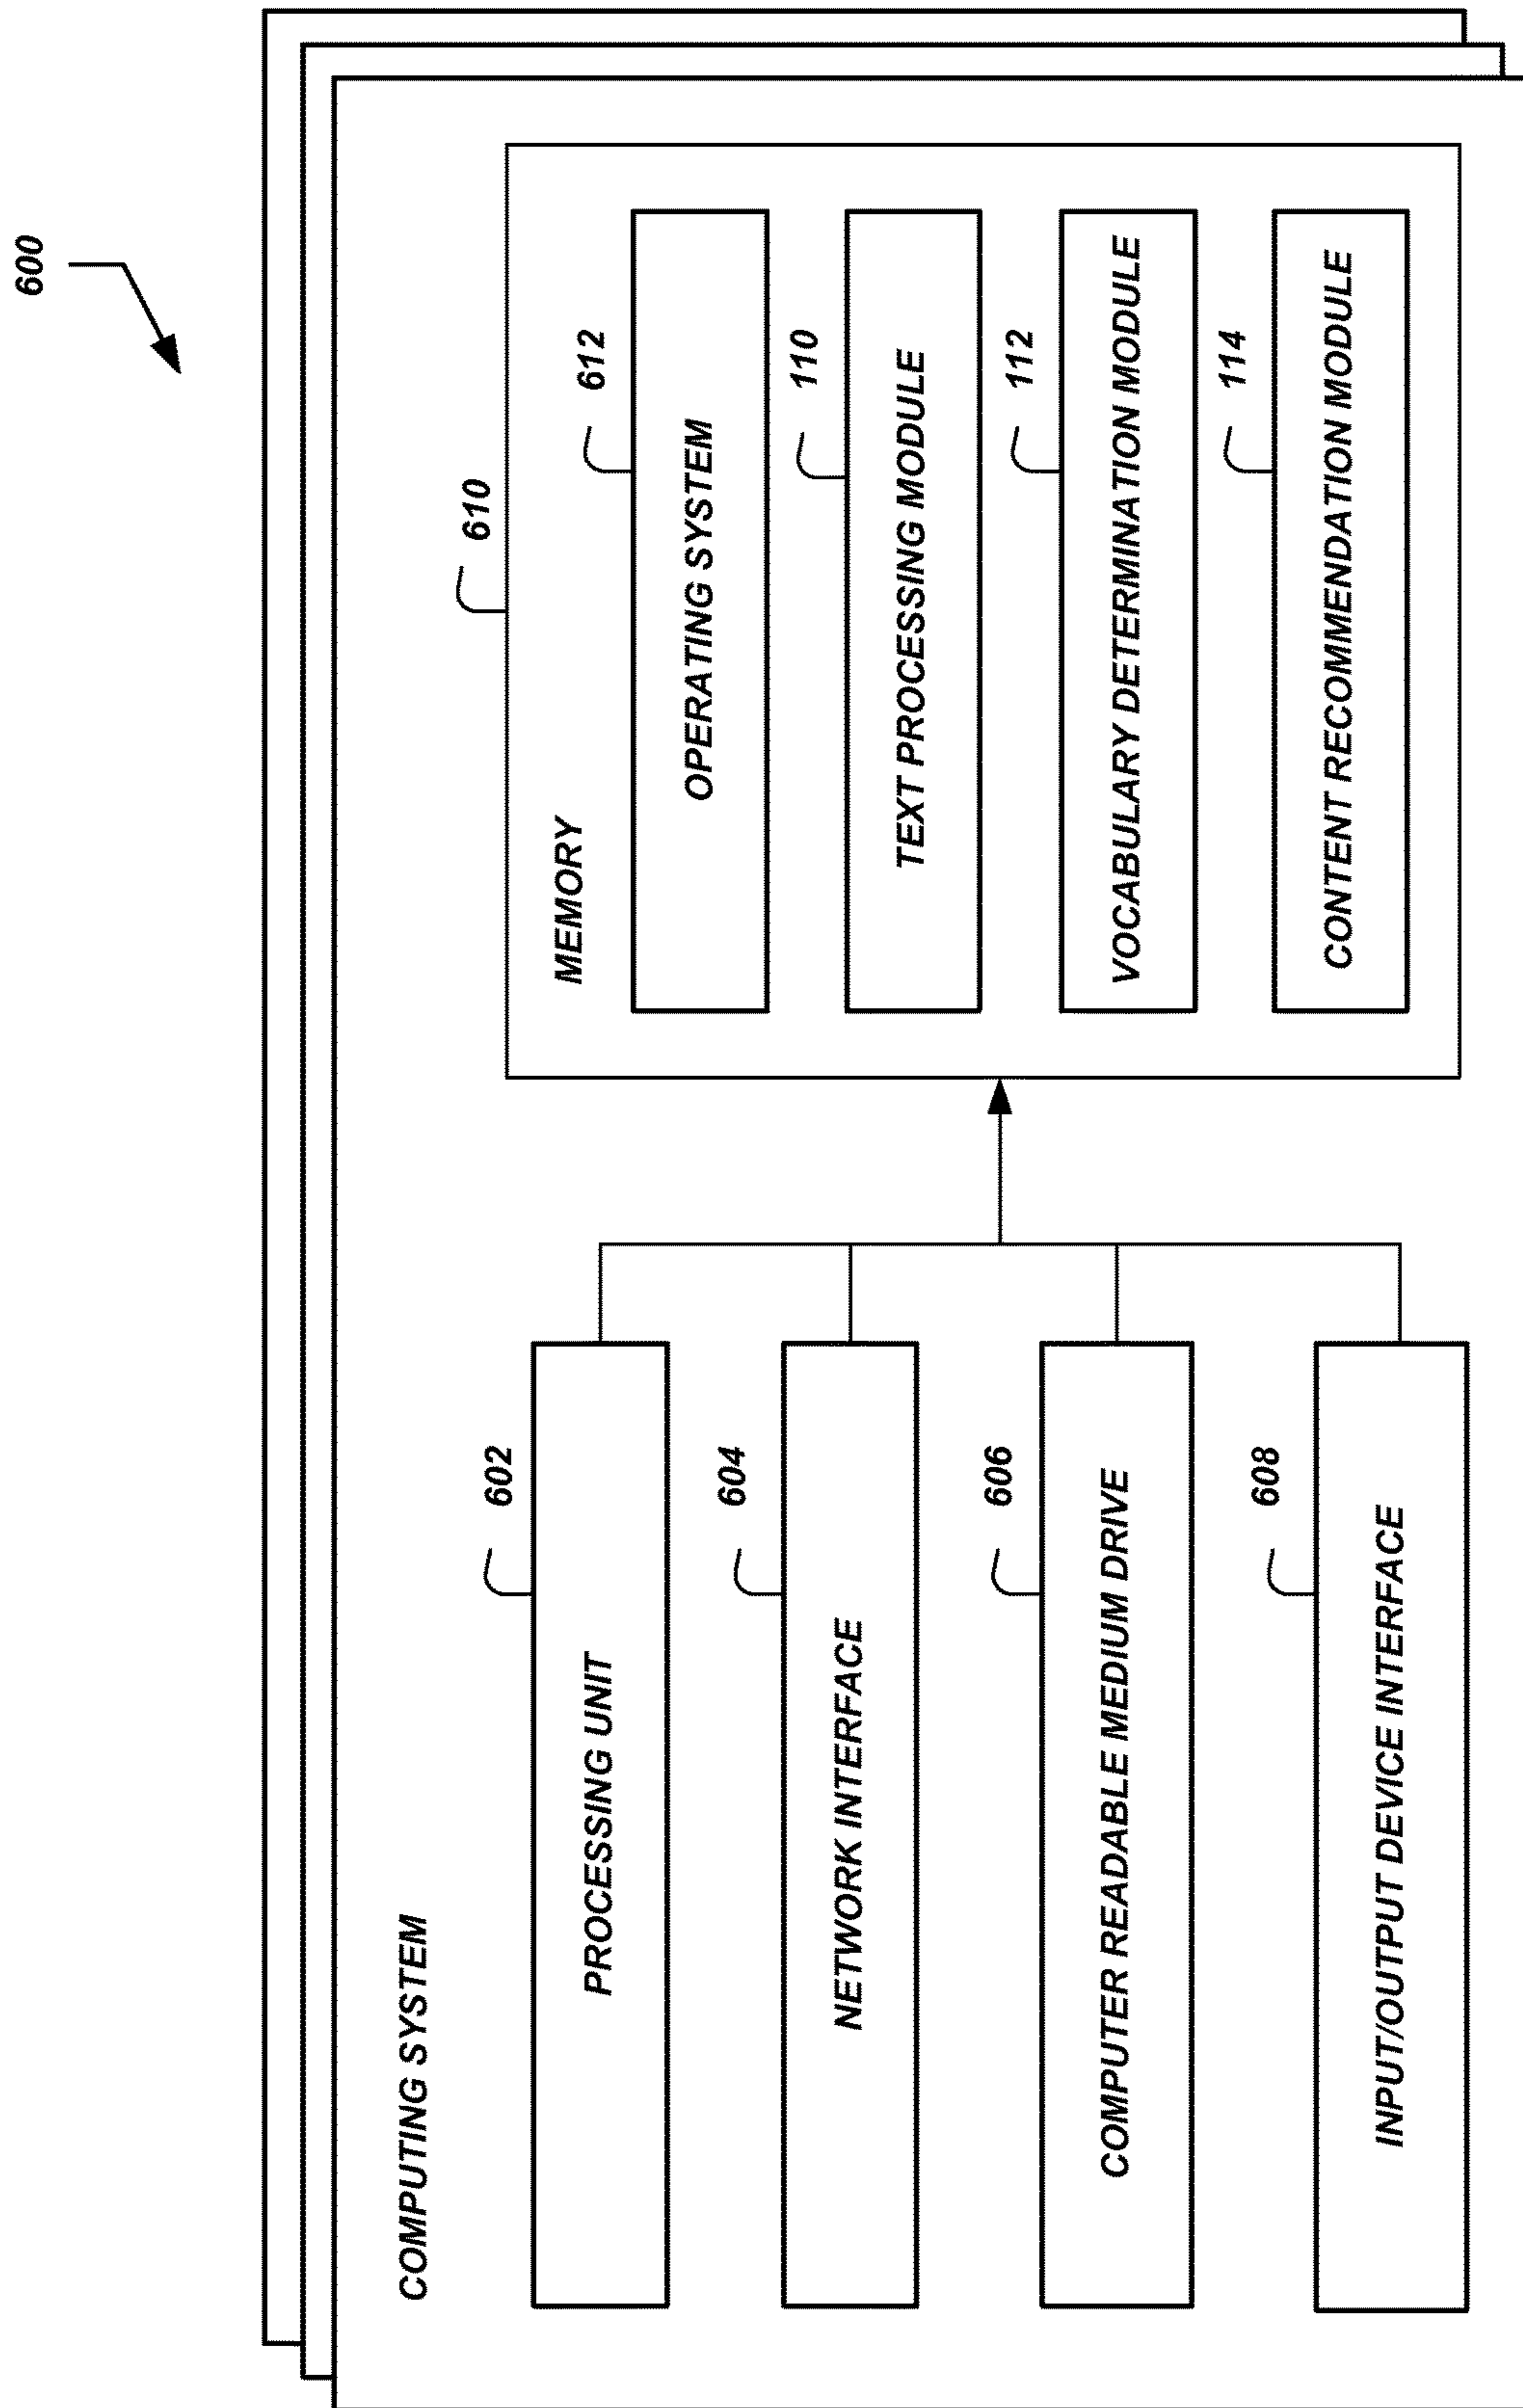 600
COMPUTING SYSTEM
602
PROCESSING UNIT
604
NETWORK INTERFACE
606
COMPUTER READABLE MEDIUM DRIVE
608
INPUT/OUTPUT DEVICE INTERFACE
610
MEMORY
612
OPERATING SYSTEM
110
TEXT PROCESSING MODULE
112
VOCABULARY DETERMINATION MODULE
114
CONTENT RECOMMENDATION MODULE